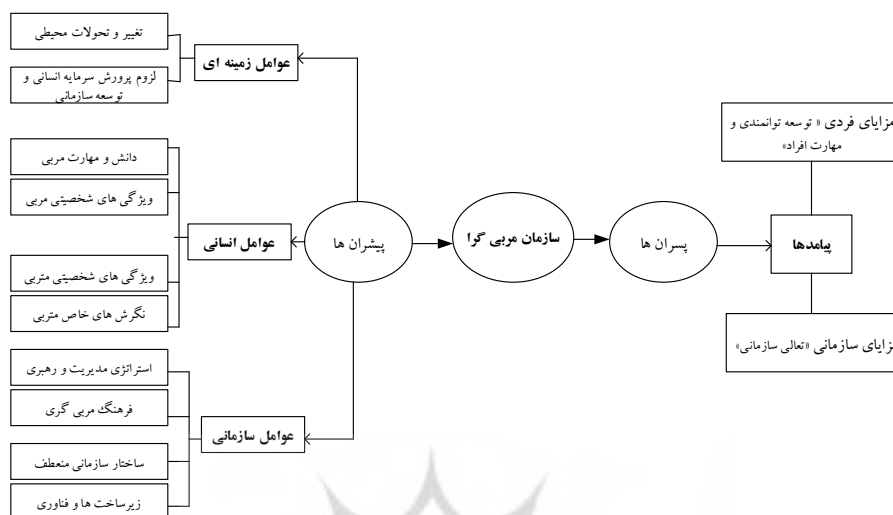 تغییر و تحولات محیطی
لزوم پرورش سرمایه انسانی و
توسعه سازمانی
عوامل زمینه ای
دانش و مهارت مربی
ویژگی های شخصیتی مربی
ویژگی های شخصیتی متربی
نگرش های خاص متربی
عوامل انسانی
استراتژی مدیریت و رهبری
فرهنگ مربی گری
ساختار سازمانی منعطف
زیرساخت ها و فناوری
عوامل سازمانی
پیشران ها
سازمان مربی گرا
پسران ها
پیامدها
مزایای فردی « توسعه توانمندی و
مهارت افراد»
مزایای سازمانی «تعالی سازمانی»